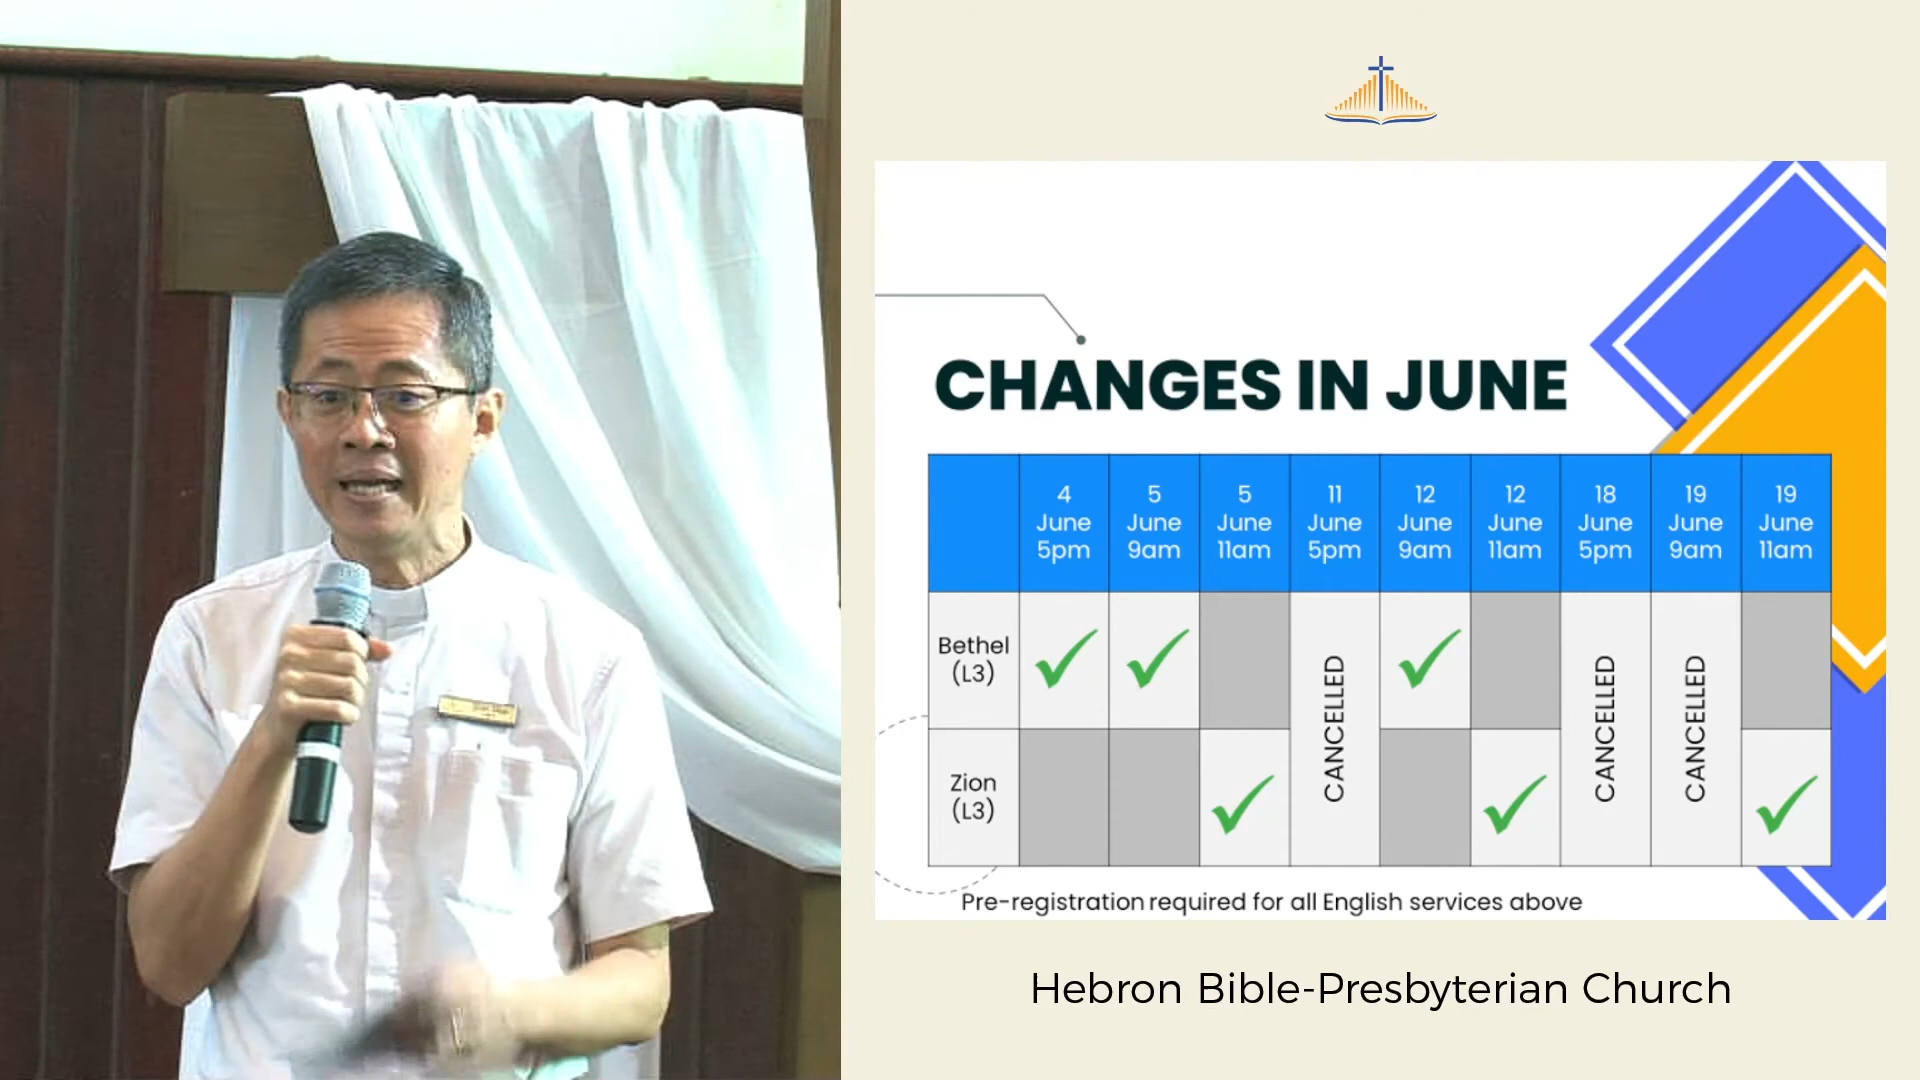 CHANGES IN JUNE
4 June 5pm
5 June 9am
5 June 11am
11 June 5pm
12 June 9am
12 June 11am
18 June 5pm
19 June 9am
19 June 11am
Bethel (L3)
CANCELLED
CANCELLED
CANCELLED
Zion (L3)
Pre-registration required for all English services above
Hebron Bible-Presbyterian Church